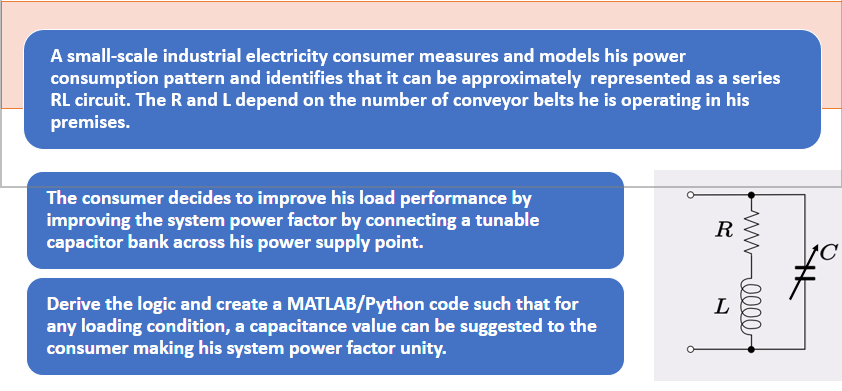 A small-scale industrial electricity consumer measures and models his power
consumption pattern and identifies that it can be approximately represented as a series
RL circuit. The R and L depend on the number of conveyor belts he is operating in his
premises.
The consumer decides to improve his load performance by
improving the system power factor by connecting a tunable
capacitor bank across his power supply point.
R
C
L
Derive the logic and create a MATLAB/Python code such that for
any loading condition, a capacitance value can be suggested to the
consumer making his system power factor unity.